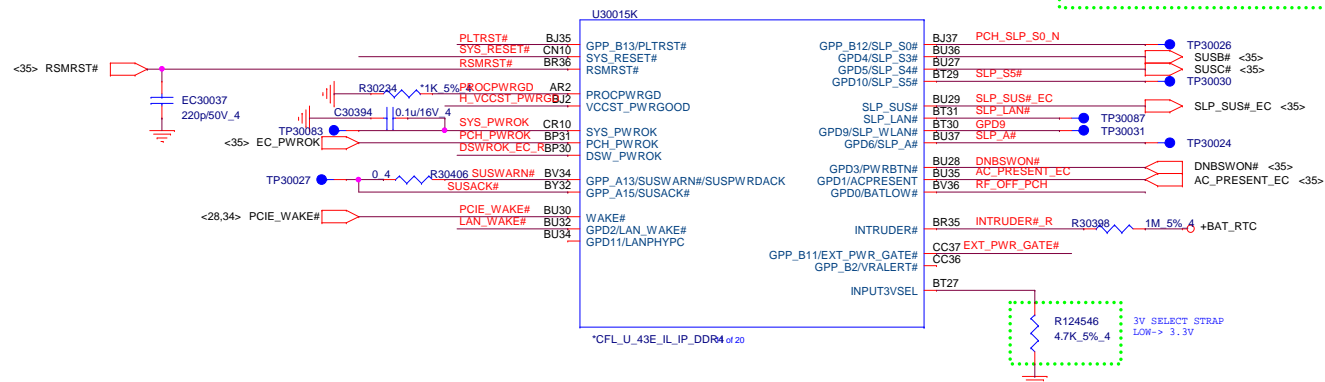 U30015K
PLTRST# BJ35 GPP_B13/PLTRST#
SYS_RESET# CN10 SYS_RESET#
<35> RSMRST# RSMRST# BR36 RSMRST#
EC30037
220p/50V_4
R30234 *1K_5%_4 PROCPWRGD AR2 PROCPWRGD
H_VCCST_PWRGD BJ2 VCCST_PWRGOOD
C30394 0.1u/16V_4
TP30083 SYS_PWROK CR10 SYS_PWROK
<35> EC_PWROK PCH_PWROK BP31 PCH_PWROK
DSWROK_EC_R BP30 DSW_PWROK
TP30027 0_4 R30406 SUSWARN# BV34 GPP_A13/SUSWARN#/SUSPWRDACK
SUSACK# BY32 GPP_A15/SUSACK#
<28,34> PCIE_WAKE# PCIE_WAKE# BU30 WAKE#
LAN_WAKE# BU32 GPD2/LAN_WAKE#
BU34 GPD11/LANPHYPC
GPP_B12/SLP_S0# BJ37 PCH_SLP_S0_N TP30026
GPD4/SLP_S3# BU36 SUSB# <35>
GPD5/SLP_S4# BU27 SUSC# <35>
GPD10/SLP_S5# BT29 SLP_S5# TP30030
SLP_SUS# BU29 SLP_SUS#_EC SLP_SUS#_EC <35>
SLP_LAN# BT31 SLP_LAN# TP30087
GPD9/SLP_WLAN# BT30 GPD9 TP30031
GPD6/SLP_A# BU37 SLP_A# TP30024
GPD3/PWRBTN# BU28 DNBSWON# DNBSWON# <35>
GPD1/ACPRESENT BU35 AC_PRESENT_EC AC_PRESENT_EC <35>
GPD0/BATLOW# BV36 RF_OFF_PCH
INTRUDER# BR35 INTRUDER#_R R30398 1M_5%_4 +BAT_RTC
GPP_B11/EXT_PWR_GATE# CC37 EXT_PWR_GATE#
GPP_B2/VRALERT# CC36
INPUT3VSEL BT27
R124546
4.7K_5%_4
3V SELECT STRAP
LOW-> 3.3V
*CFL_U_43E_IL_IP_DDR4 of 20